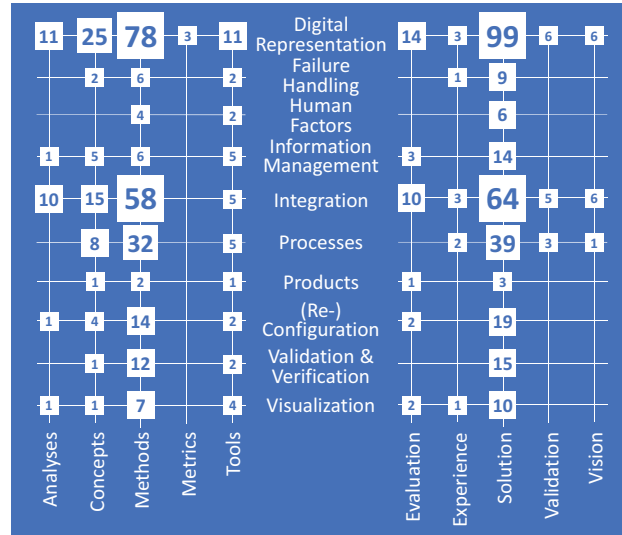 11 25 78 3 11 Digital Representation 14 3 99 6 6
2 6 2 Failure Handling 1 9
4 2 Human Factors 6
1 5 6 5 Information Management 3 14
10 15 58 5 Integration 10 3 64 5 6
8 32 5 Processes 2 39 3 1
1 2 1 Products 1 3
1 4 14 2 (Re-) Configuration 2 19
1 12 2 Validation & Verification 15
1 1 7 4 Visualization 2 1 10
Analyses Concepts Methods Metrics Tools Evaluation Experience Solution Validation Vision